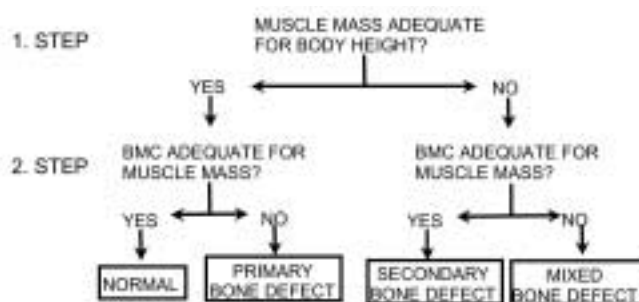 MUSCLE MASS ADEQUATE
FOR BODY HEIGHT?
1. STEP
YES
NO
2. STEP
BMC ADEQUATE FOR
MUSCLE MASS?
BMC ADEQUATE FOR
MUSCLE MASS?
YES
NO
YES
NO
NORMAL
PRIMARY
BONE DEFECT
SECONDARY
BONE DEFECT
MIXED
BONE DEFECT